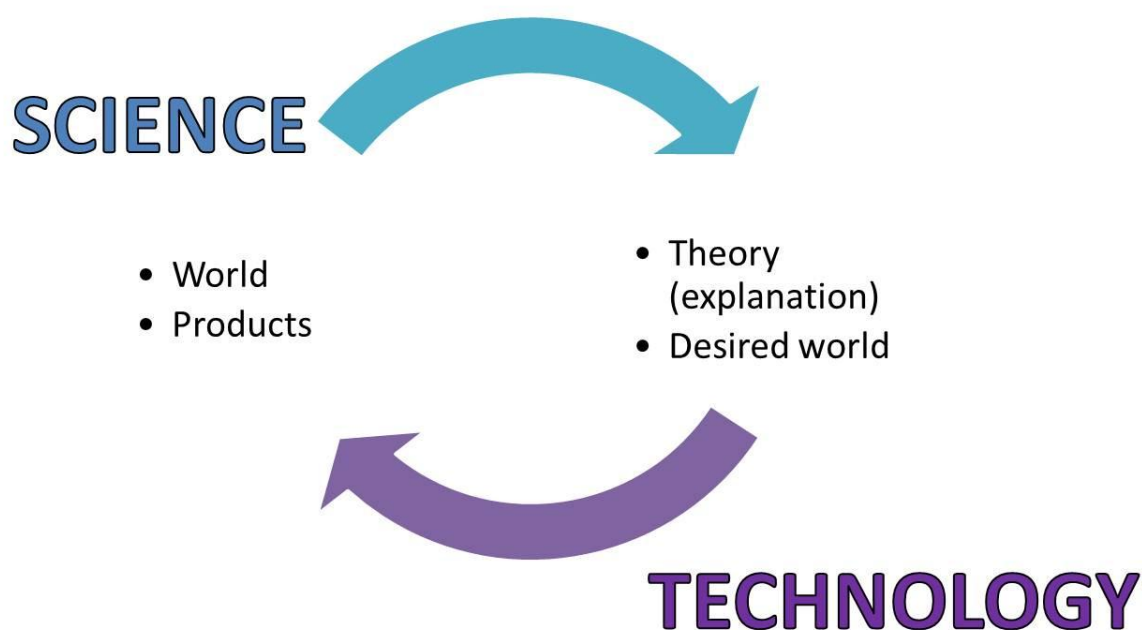 SCIENCE
• World
• Products
• Theory
(explanation)
• Desired world
TECHNOLOGY